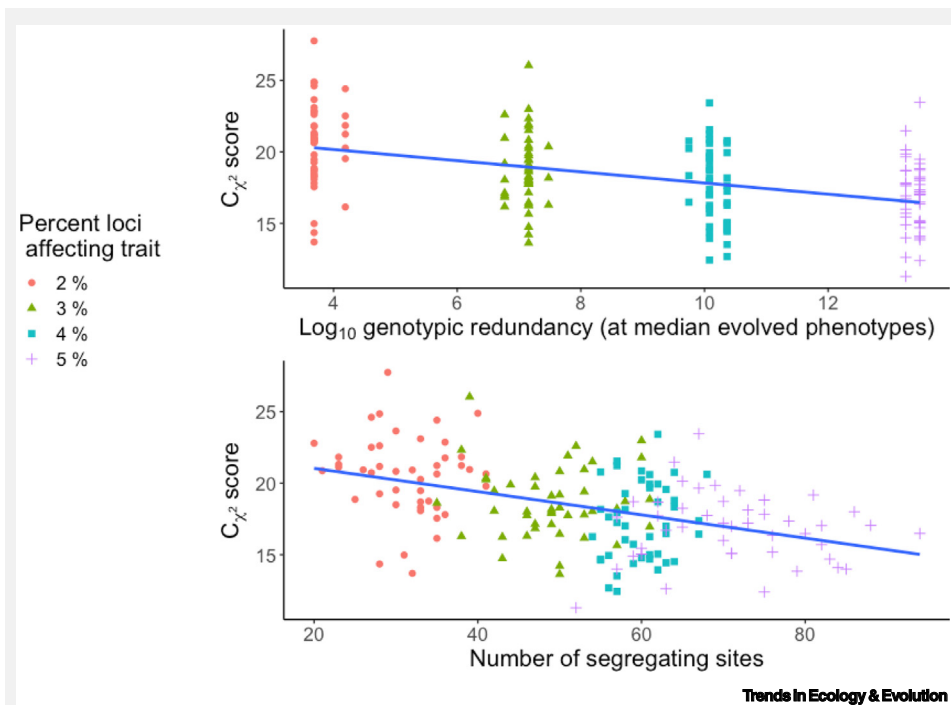 25
20
15
Cχ² score
4
6
8
10
12
Log₁₀ genotypic redundancy (at median evolved phenotypes)
Percent loci
affecting trait
2 %
3 %
4 %
5 %
25
20
15
Cχ² score
20
40
60
80
Number of segregating sites
Trends in Ecology & Evolution